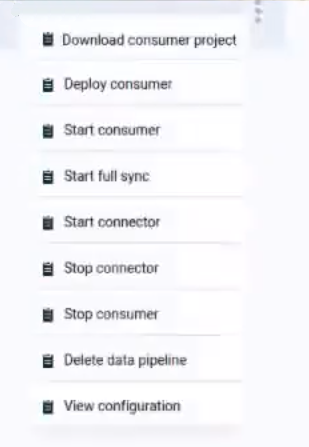 Download consumer project
Deploy consumer
Start consumer
Start full sync
Start connector
Stop connector
Stop consumer
Delete data pipeline
View configuration